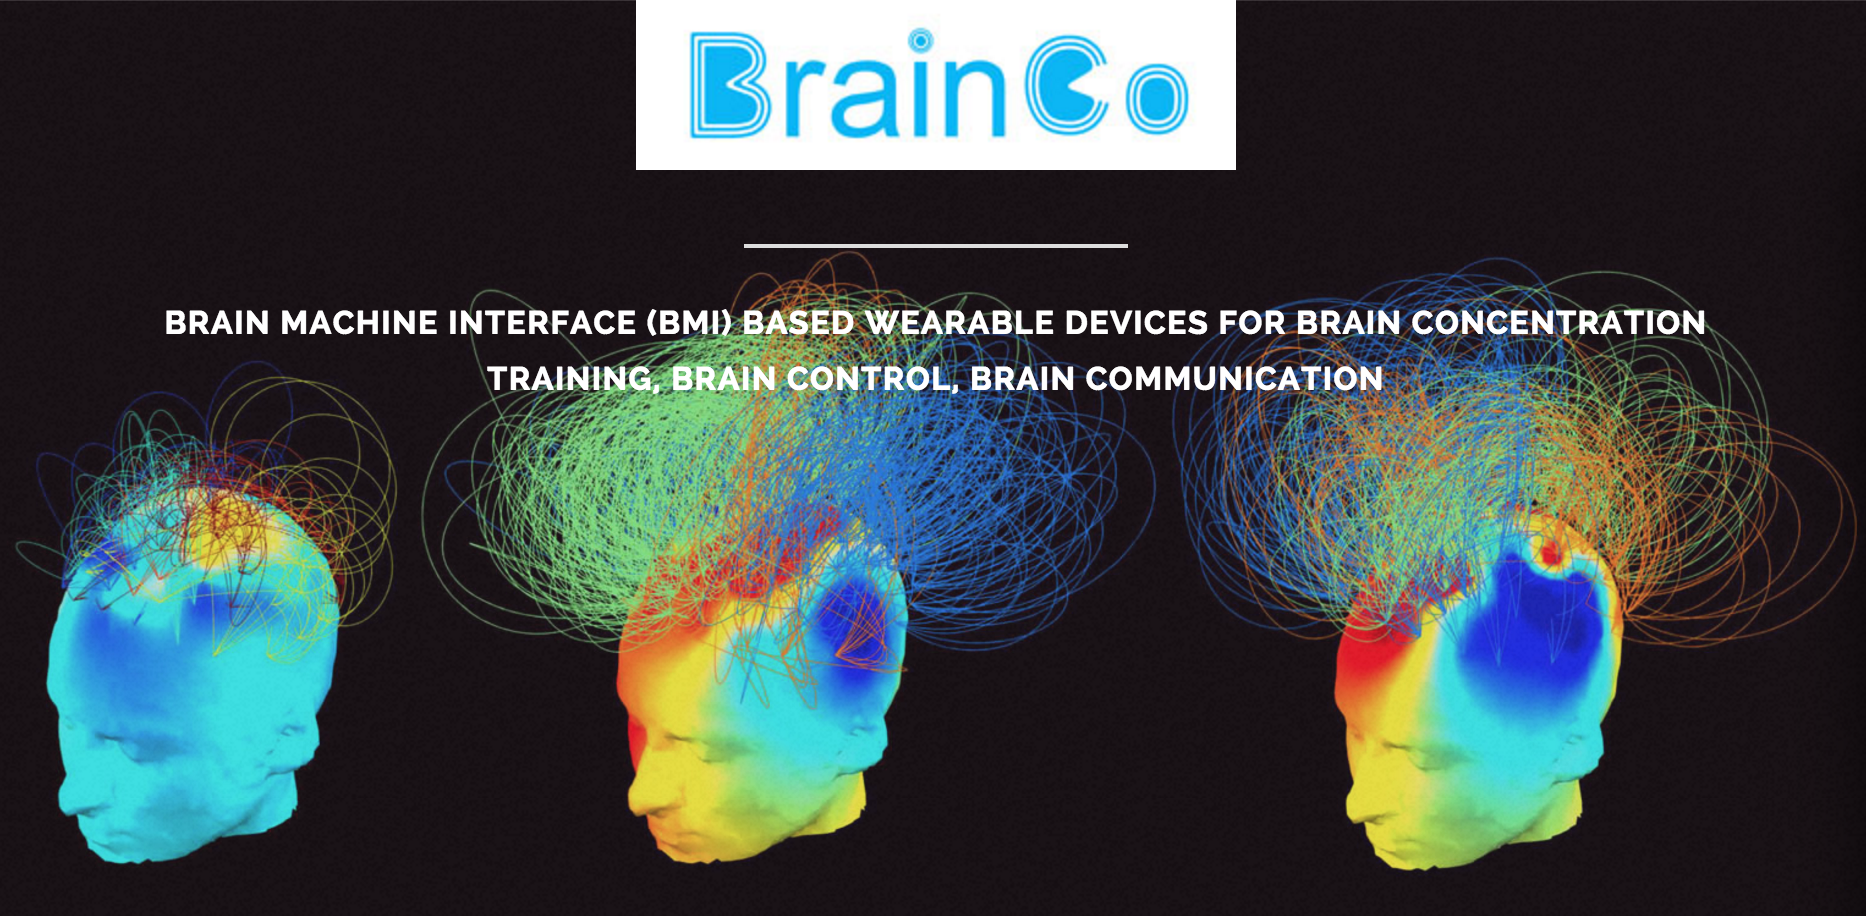 BrainCo
BRAIN MACHINE INTERFACE (BMI) BASED WEARABLE DEVICES FOR BRAIN CONCENTRATION
TRAINING, BRAIN CONTROL, BRAIN COMMUNICATION